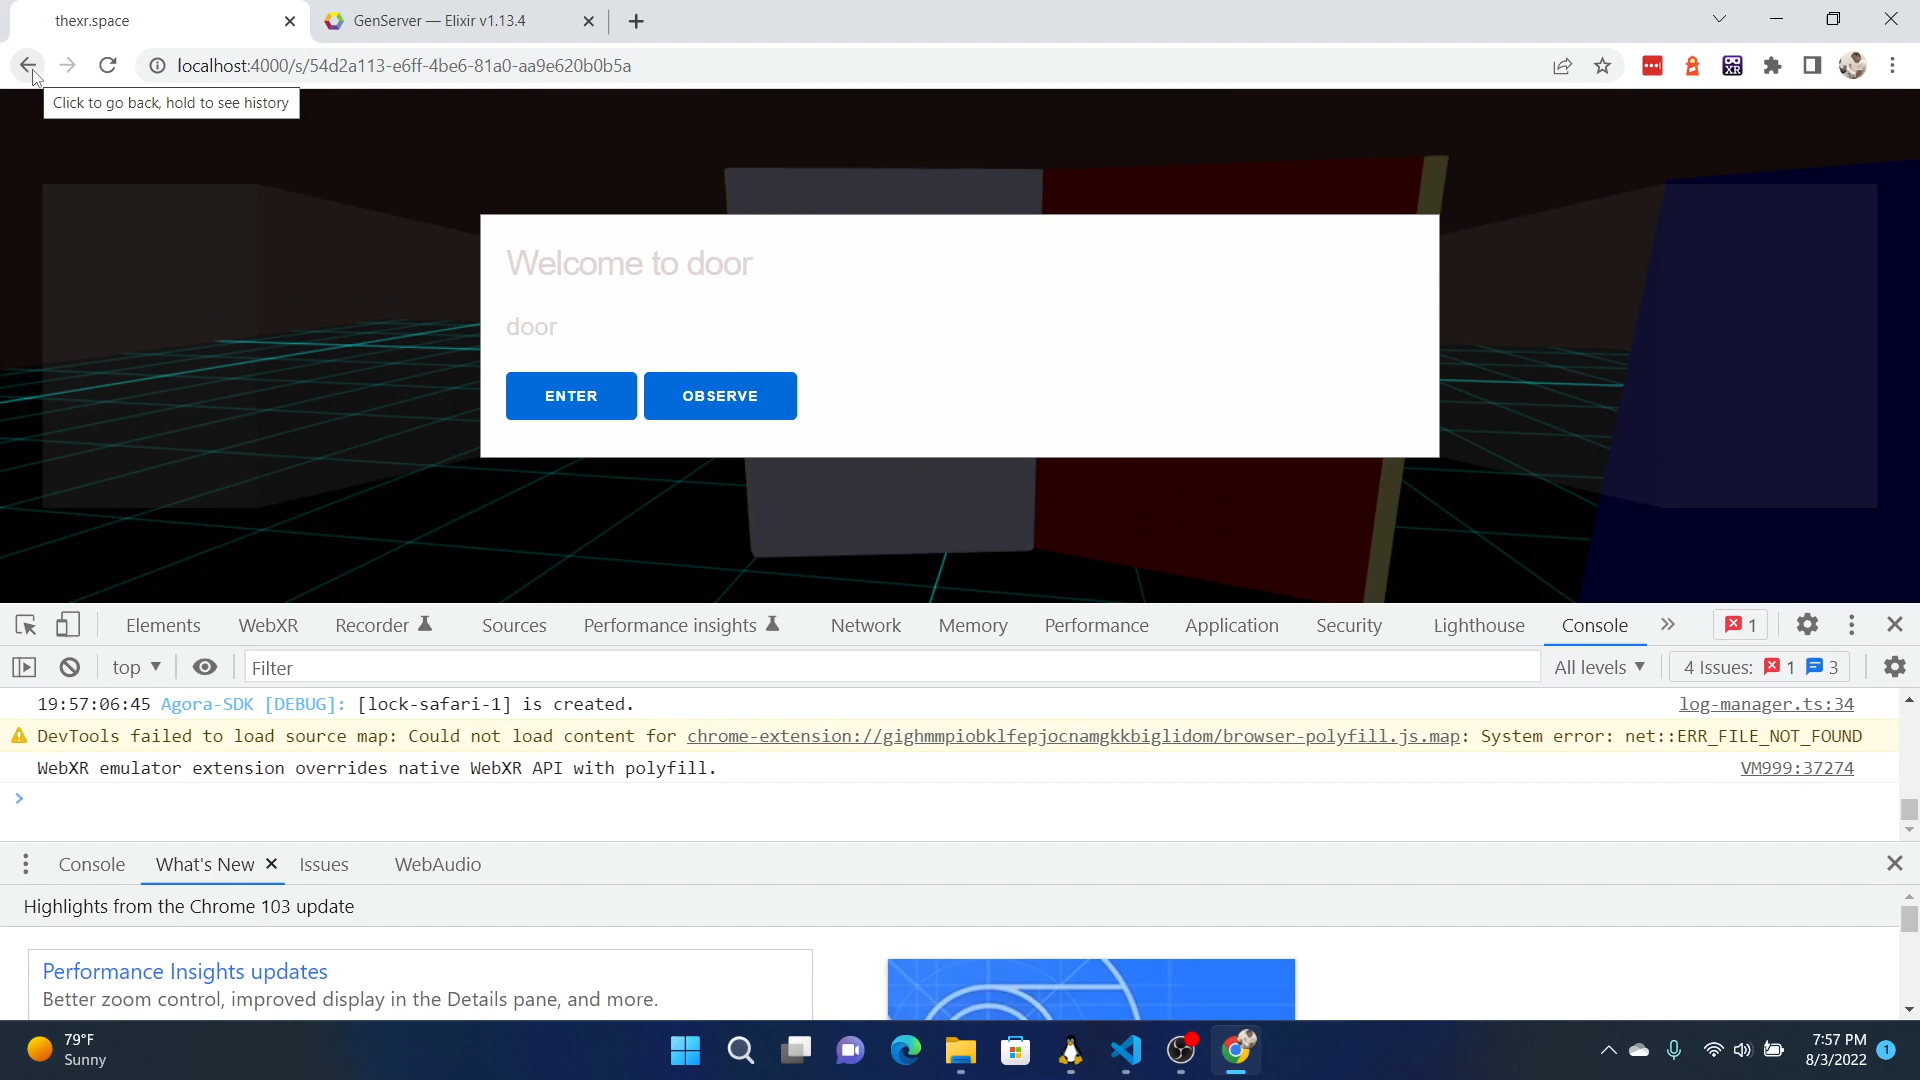 thexr.space
GenServer — Elixir v1.13.4
localhost:4000/s/54d2a113-e6ff-4be6-81a0-aa9e620b0b5a
XR
Click to go back, hold to see history
Welcome to door
door
ENTER
OBSERVE
Elements
WebXR
Recorder
Sources
Performance insights
Network
Memory
Performance
Application
Security
Lighthouse
Console
1
top
Filter
All levels
4 Issues: 1 3
19:57:06:45 Agora-SDK [DEBUG]: [lock-safari-1] is created.
log-manager.ts:34
DevTools failed to load source map: Could not load content for chrome-extension://gighmmpiobklfepjocnamgkkbiglidom/browser-polyfill.js.map: System error: net::ERR_FILE_NOT_FOUND
WebXR emulator extension overrides native WebXR API with polyfill.
VM999:37274
Console
What's New
Issues
WebAudio
Highlights from the Chrome 103 update
Performance Insights updates
Better zoom control, improved display in the Details pane, and more.
79°F
Sunny
7:57 PM
8/3/2022
1